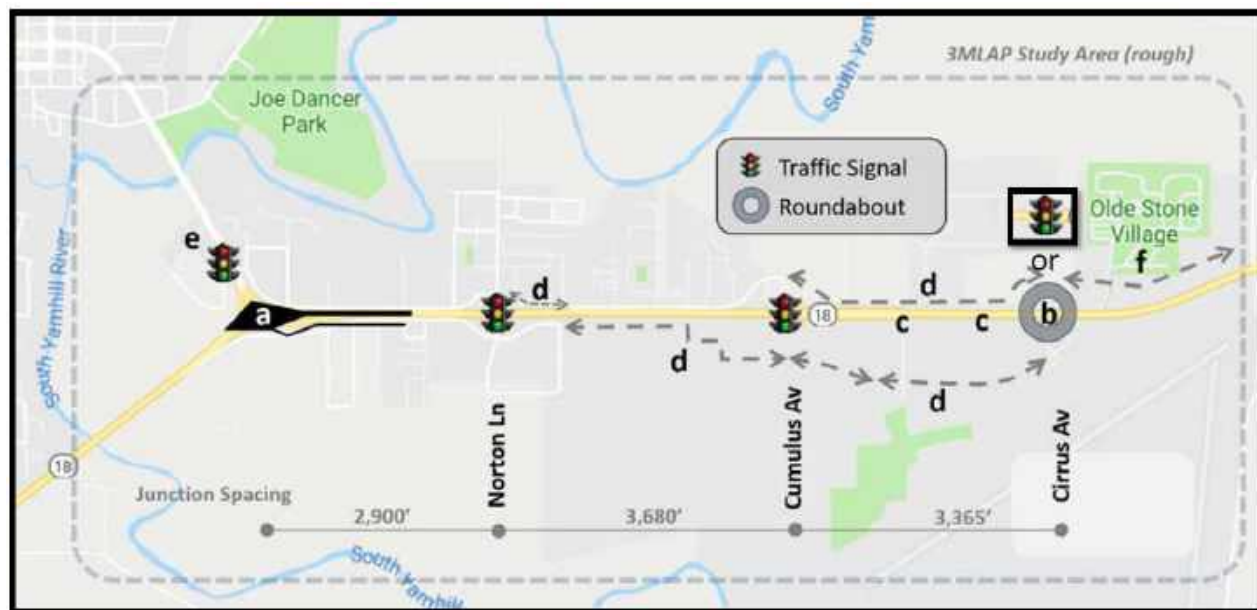 3MLAP Study Area (rough)
South Yam
Joe Dancer
Park
Traffic Signal
Roundabout
Olde Stone
Village
or
e
f
d
d
a
18
c
c
b
d
d
South Yamhill River
Norton Ln
Cumulus Av
Cirrus Av
18
Junction Spacing
2,900'
3,680'
3,365'
South Yamhill